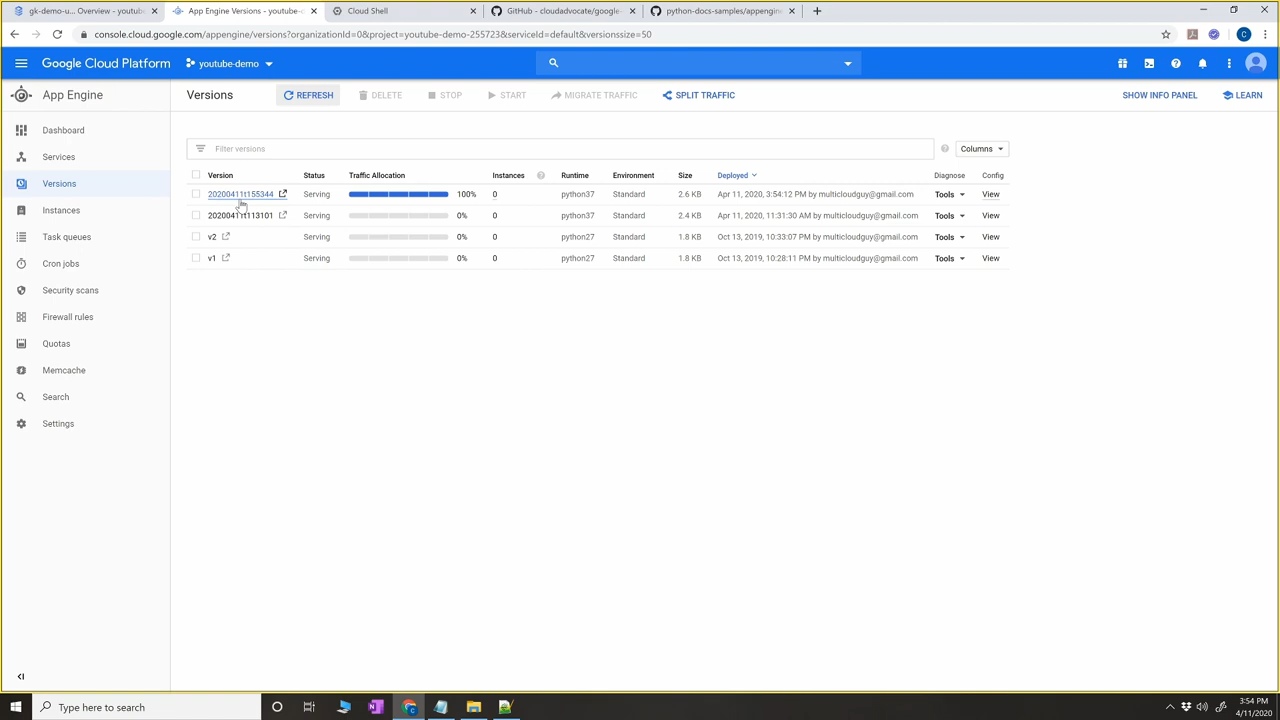 gk-demo-u... Overview - youtub
App Engine Versions - youtube-d
Cloud Shell
GitHub - cloudadvocate/google-
python-docs-samples/appengin
console.cloud.google.com/appengine/versions?organizationId=0&project=youtube-demo-255723&serviceId=default&versionssize=50
Google Cloud Platform
youtube-demo
App Engine
Versions
REFRESH
DELETE
STOP
START
MIGRATE TRAFFIC
SPLIT TRAFFIC
SHOW INFO PANEL
LEARN
Dashboard
Services
Versions
Instances
Task queues
Cron jobs
Security scans
Firewall rules
Quotas
Memcache
Search
Settings
Filter versions
Columns
Version Status Traffic Allocation Instances Runtime Environment Size Deployed Diagnose Config
20200411t155344 Serving 100% 0 python37 Standard 2.6 KB Apr 11, 2020, 3:54:12 PM by multicloudguy@gmail.com Tools View
20200411t113101 Serving 0% 0 python37 Standard 2.4 KB Apr 11, 2020, 11:31:30 AM by multicloudguy@gmail.com Tools View
v2 Serving 0% 0 python27 Standard 1.8 KB Oct 13, 2019, 10:33:07 PM by multicloudguy@gmail.com Tools View
v1 Serving 0% 0 python27 Standard 1.8 KB Oct 13, 2019, 10:28:11 PM by multicloudguy@gmail.com Tools View
Type here to search
3:54 PM
4/11/2020